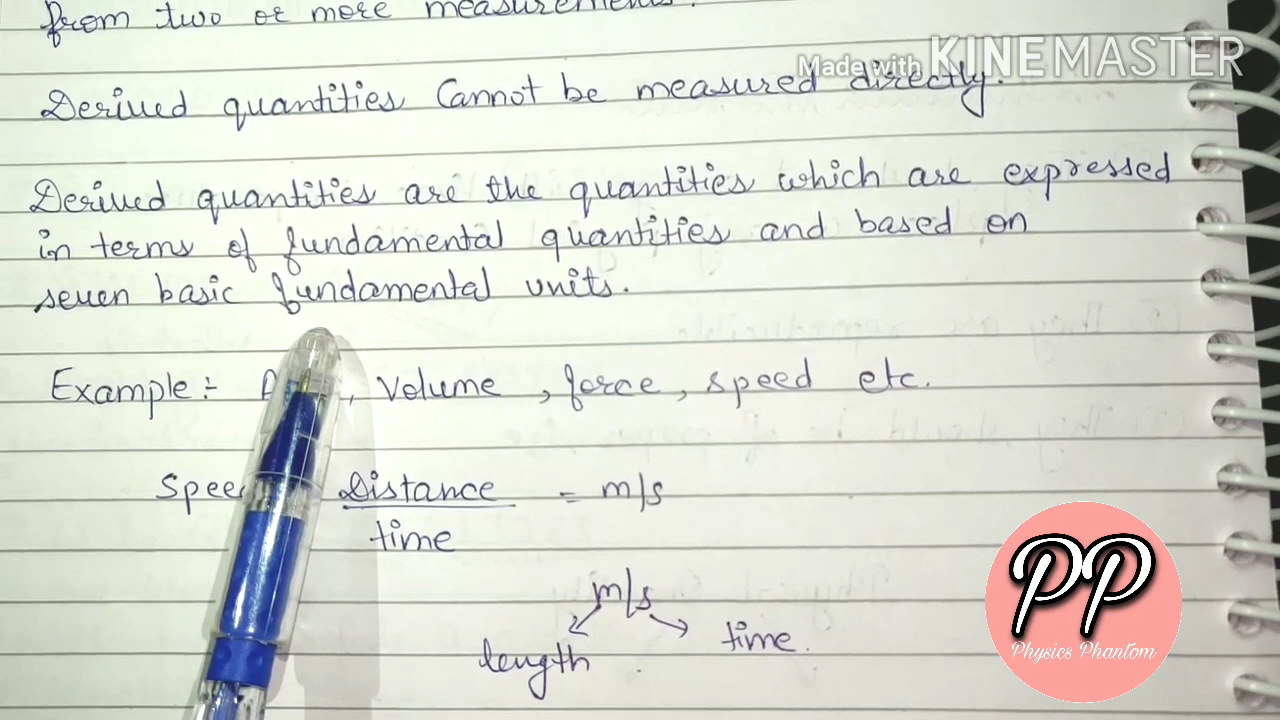 from two or more measurements.
Made with KINEMASTER
Derived quantities Cannot be measured directly.
Derived quantities are the quantities which are expressed
in terms of fundamental quantities and based on
seven basic fundamental units.
Example :- , Volume , force , speed etc.
Distance = m/s
time
m/s
length time.
PP
Physics Phantom